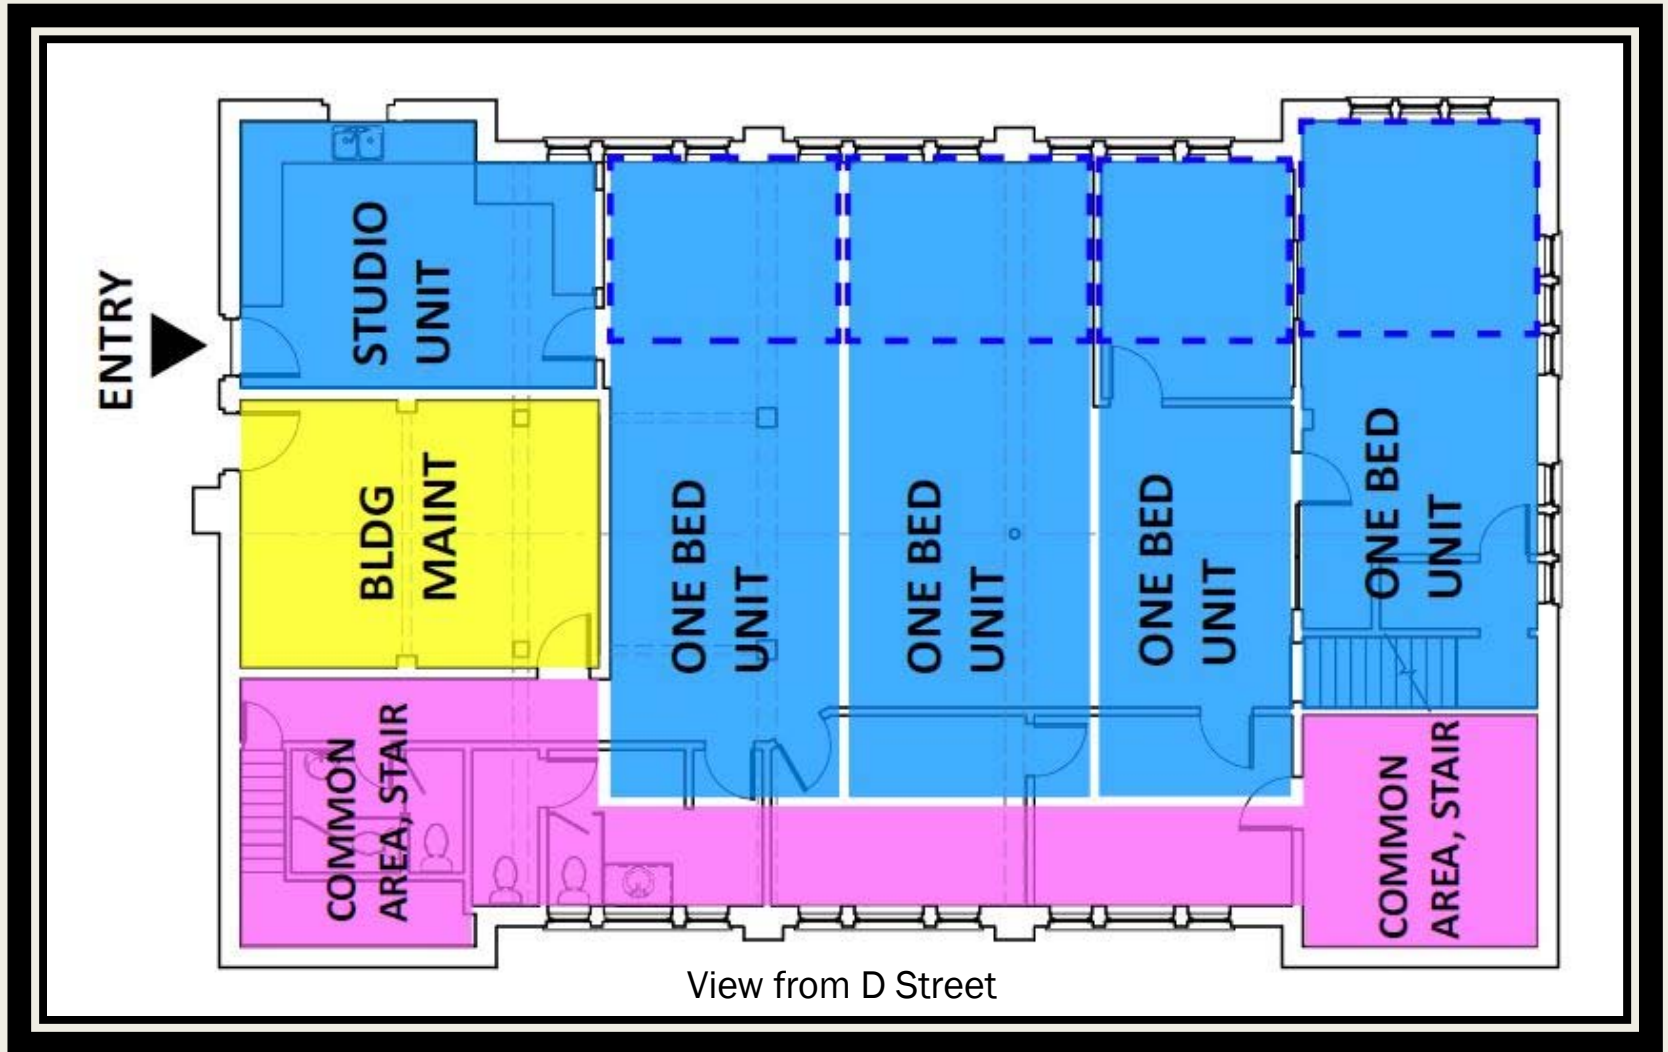 ENTRY
STUDIO
UNIT
BLDG
MAINT
COMMON
AREA, STAIR
ONE BED
UNIT
ONE BED
UNIT
ONE BED
UNIT
ONE BED
UNIT
COMMON
AREA, STAIR
View from D Street